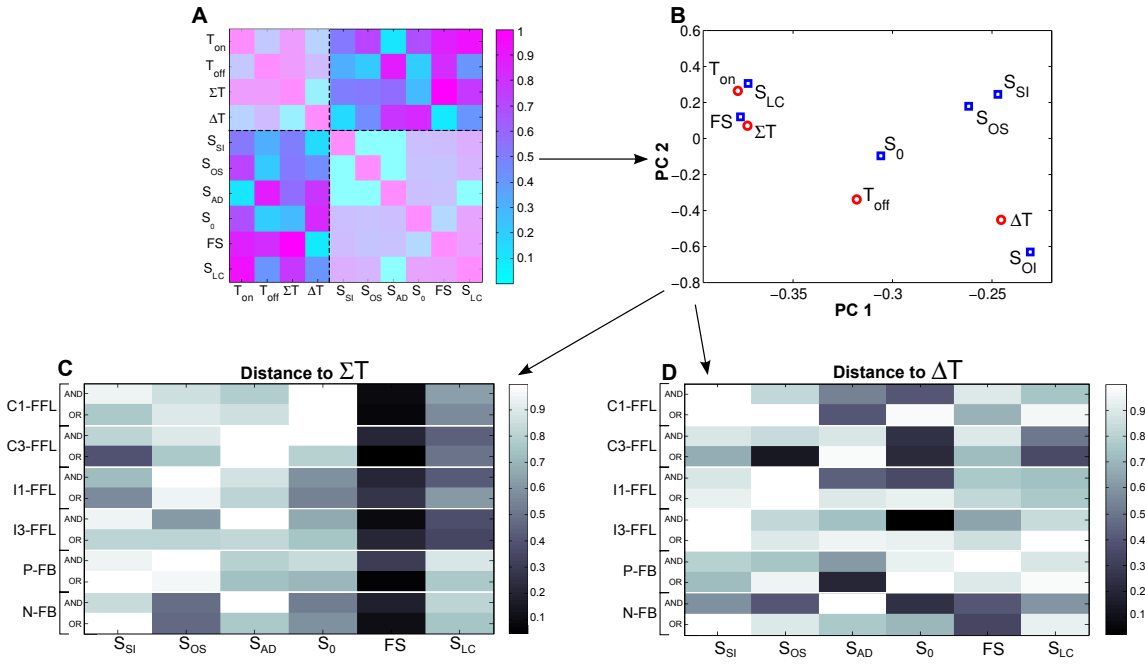 A
T_on
T_off
ΣT
ΔT
S_SI
S_OS
S_AD
S_0
FS
S_LC
T_on T_off ΣT ΔT S_SI S_OS S_AD S_0 FS S_LC
1
0.9
0.8
0.7
0.6
0.5
0.4
0.3
0.2
0.1
B
PC 2
0.6
0.4
0.2
0
−0.2
−0.4
−0.6
−0.8
T_on
S_LC
FS
ΣT
S_SI
S_OS
S_0
T_off
ΔT
S_OI
−0.35 −0.3 −0.25
PC 1
C
Distance to ΣT
C1-FFL
AND
OR
C3-FFL
AND
OR
I1-FFL
AND
OR
I3-FFL
AND
OR
P-FB
AND
OR
N-FB
AND
OR
S_SI S_OS S_AD S_0 FS S_LC
0.9
0.8
0.7
0.6
0.5
0.4
0.3
0.2
0.1
D
Distance to ΔT
C1-FFL
AND
OR
C3-FFL
AND
OR
I1-FFL
AND
OR
I3-FFL
AND
OR
P-FB
AND
OR
N-FB
AND
OR
S_SI S_OS S_AD S_0 FS S_LC
0.9
0.8
0.7
0.6
0.5
0.4
0.3
0.2
0.1